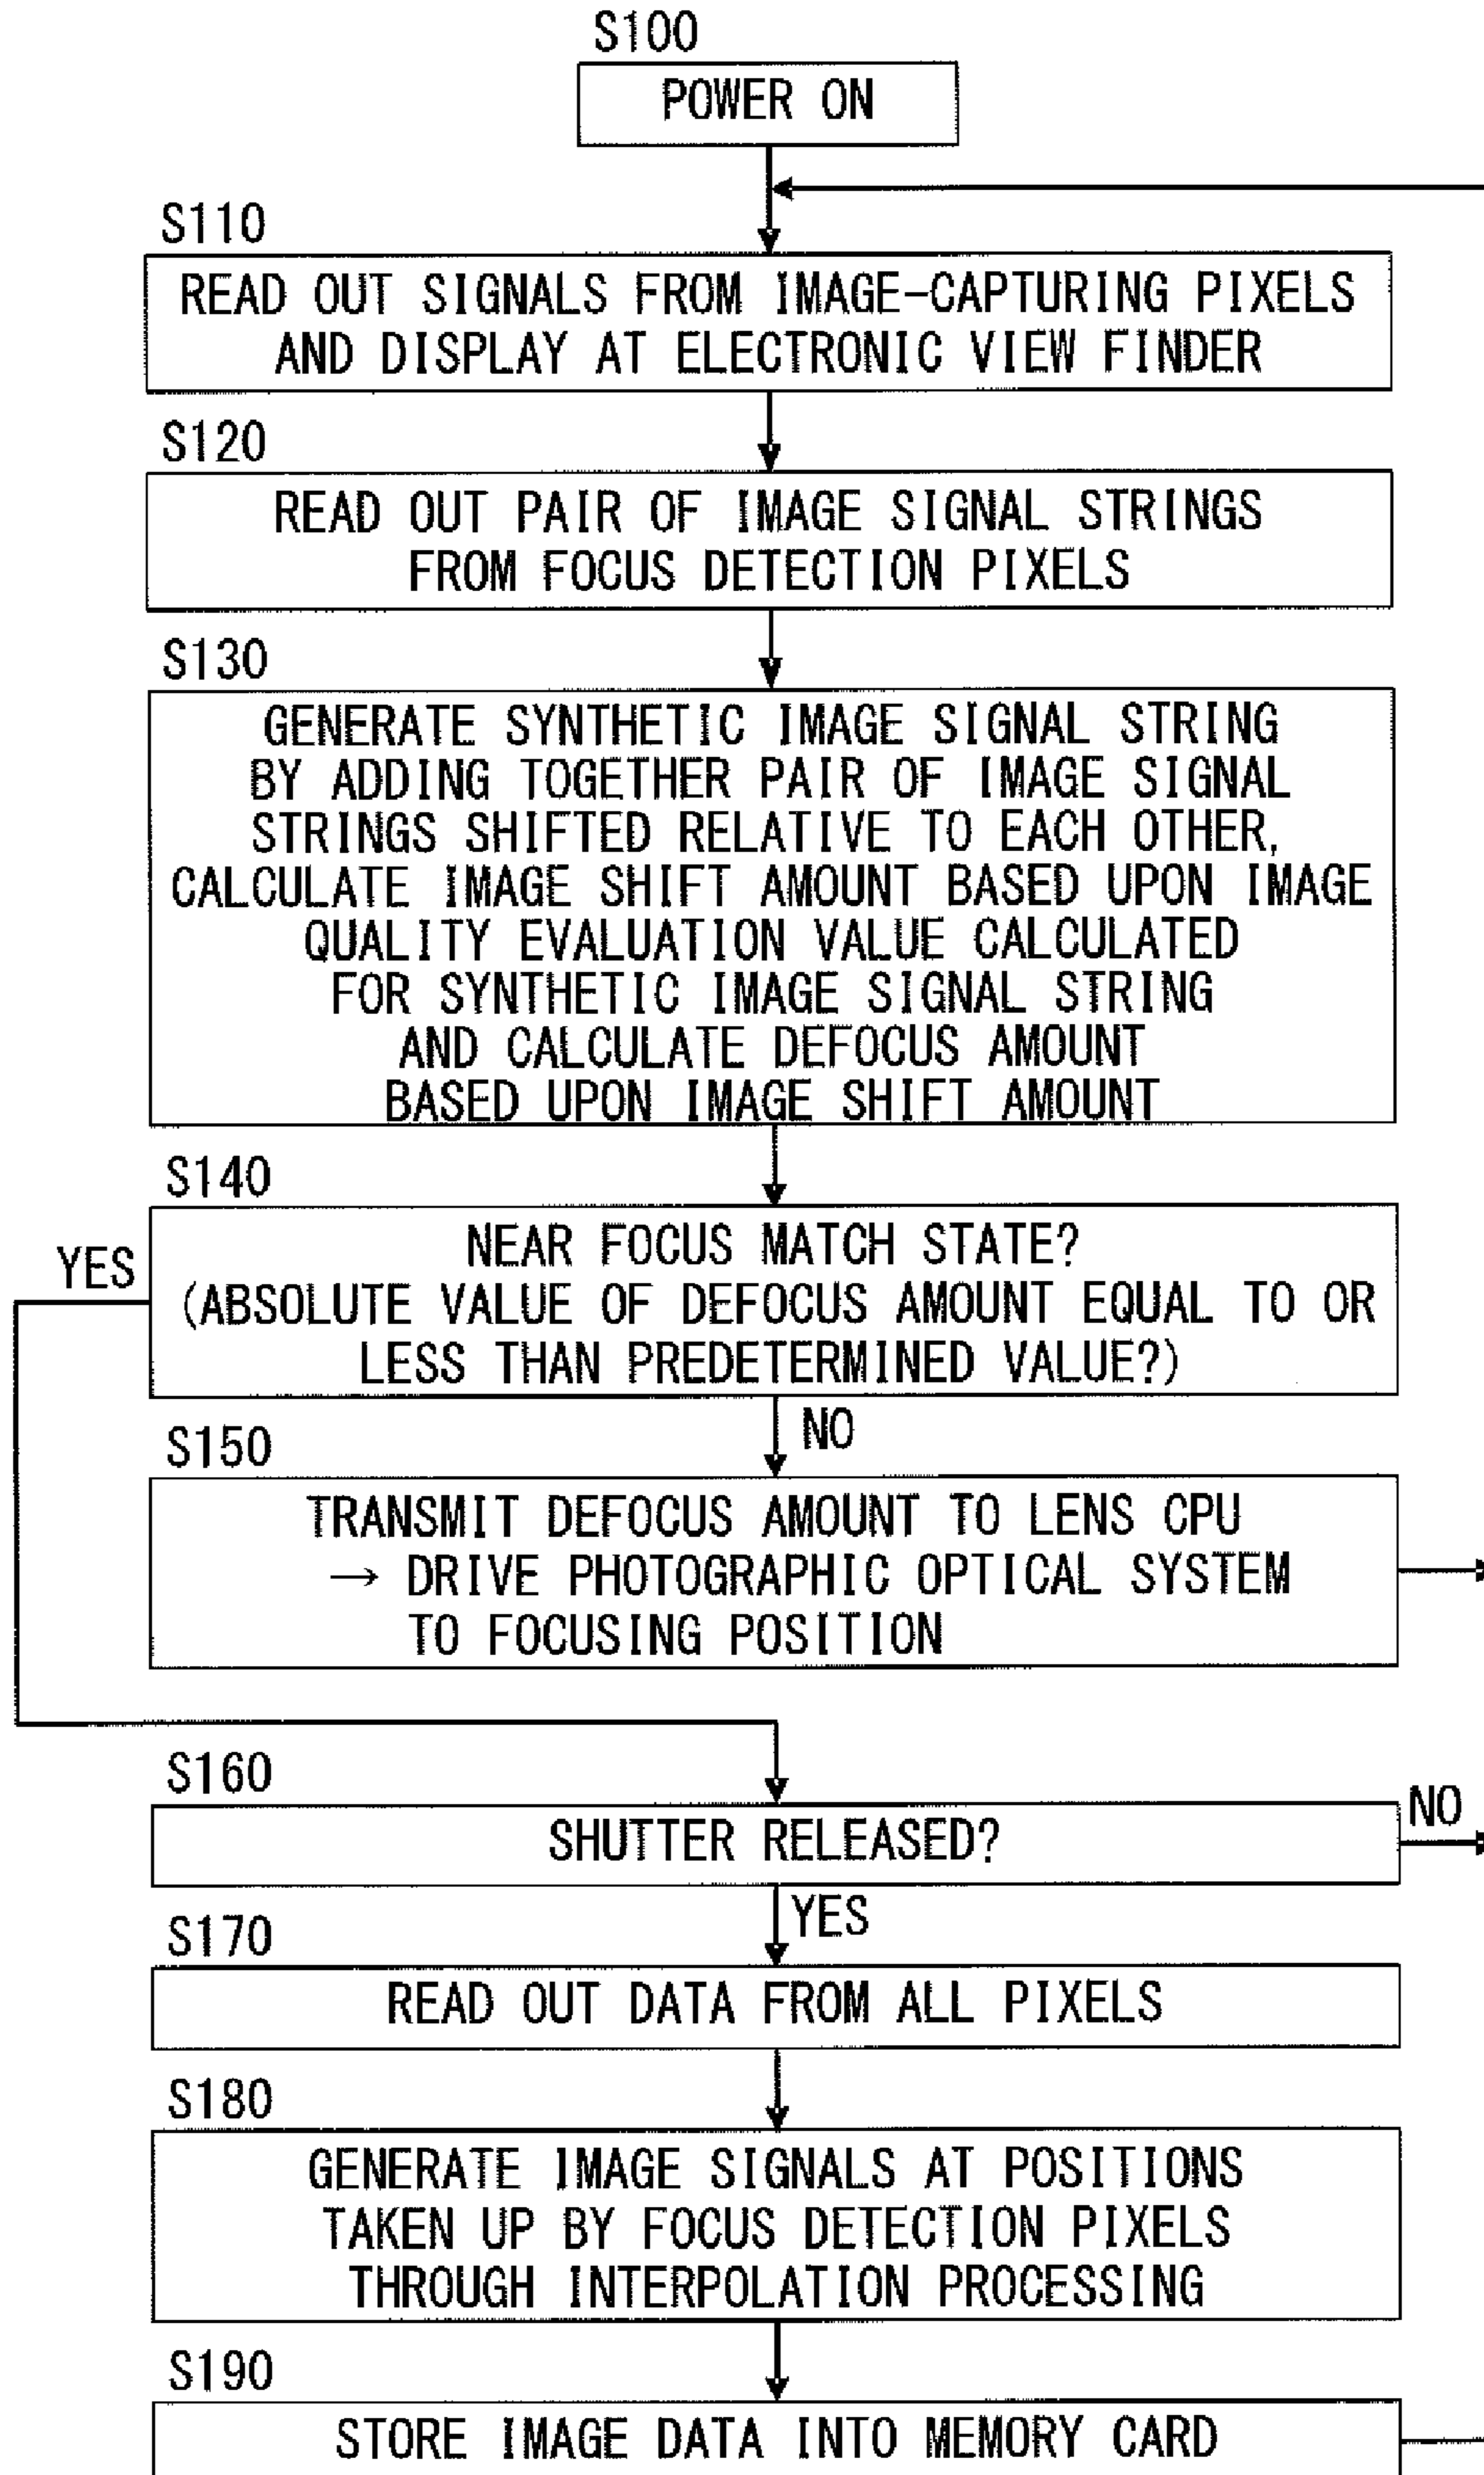 S100
POWER ON
S110
READ OUT SIGNALS FROM IMAGE-CAPTURING PIXELS
AND DISPLAY AT ELECTRONIC VIEW FINDER
S120
READ OUT PAIR OF IMAGE SIGNAL STRINGS
FROM FOCUS DETECTION PIXELS
S130
GENERATE SYNTHETIC IMAGE SIGNAL STRING
BY ADDING TOGETHER PAIR OF IMAGE SIGNAL
STRINGS SHIFTED RELATIVE TO EACH OTHER,
CALCULATE IMAGE SHIFT AMOUNT BASED UPON IMAGE
QUALITY EVALUATION VALUE CALCULATED
FOR SYNTHETIC IMAGE SIGNAL STRING
AND CALCULATE DEFOCUS AMOUNT
BASED UPON IMAGE SHIFT AMOUNT
S140
YES
NEAR FOCUS MATCH STATE?
(ABSOLUTE VALUE OF DEFOCUS AMOUNT EQUAL TO OR
LESS THAN PREDETERMINED VALUE?)
NO
S150
TRANSMIT DEFOCUS AMOUNT TO LENS CPU
→ DRIVE PHOTOGRAPHIC OPTICAL SYSTEM
TO FOCUSING POSITION
S160
SHUTTER RELEASED?
NO
YES
S170
READ OUT DATA FROM ALL PIXELS
S180
GENERATE IMAGE SIGNALS AT POSITIONS
TAKEN UP BY FOCUS DETECTION PIXELS
THROUGH INTERPOLATION PROCESSING
S190
STORE IMAGE DATA INTO MEMORY CARD